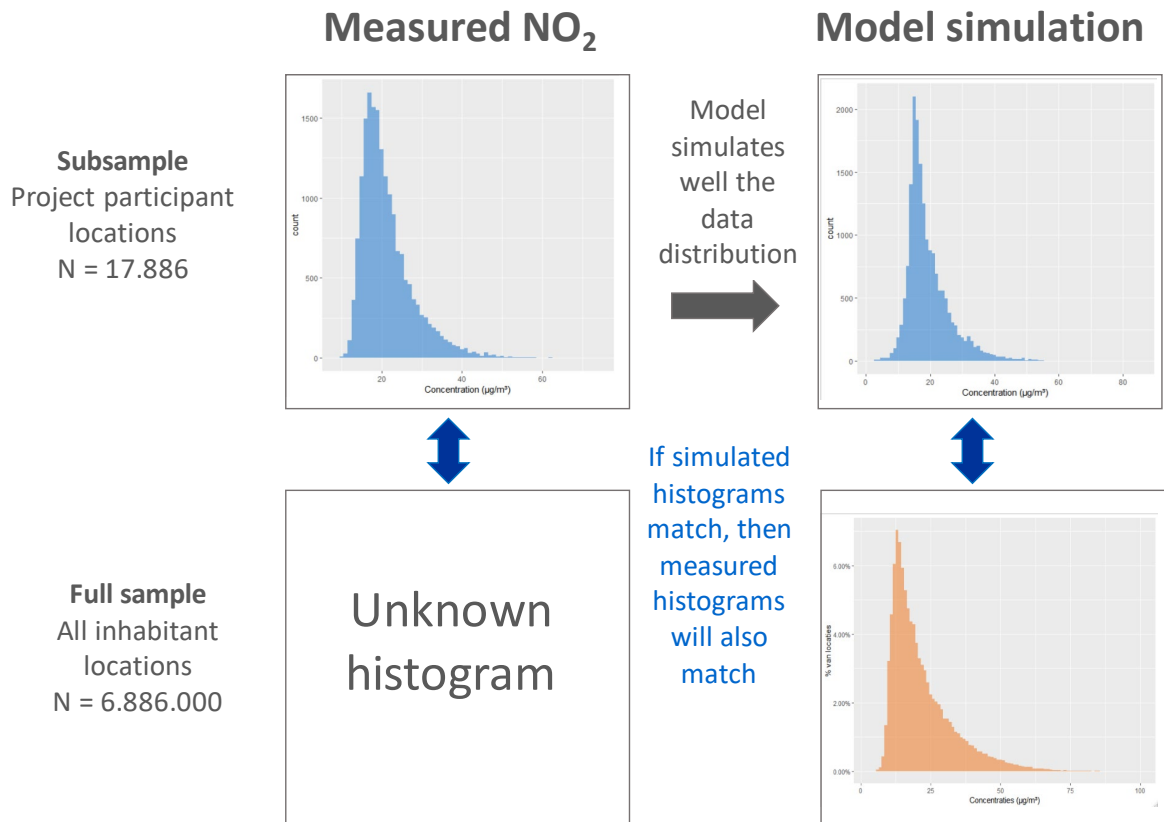 Measured NO₂
Model simulation
Subsample
Project participant
locations
N = 17.886
1500
1000
500
0
count
20
40
60
Concentration (µg/m³)
Model
simulates
well the
data
distribution
2000
1500
1000
500
0
count
0
20
40
60
80
Concentration (µg/m³)
Full sample
All inhabitant
locations
N = 6.886.000
Unknown
histogram
If simulated
histograms
match, then
measured
histograms
will also
match
6.00%
4.00%
2.00%
0.00%
% van locaties
0
25
50
75
100
Concentraties (µg/m³)